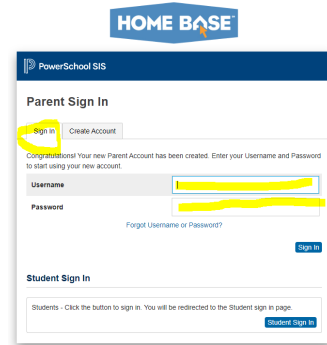 HOME BASE
PowerSchool SIS
Parent Sign In
Sign In Create Account
Congratulations! Your new Parent Account has been created. Enter your Username and Password
to start using your new account.
Username
Password
Forgot Username or Password?
Sign In
Student Sign In
Students - Click the button to sign in. You will be redirected to the Student sign in page.
Student Sign In